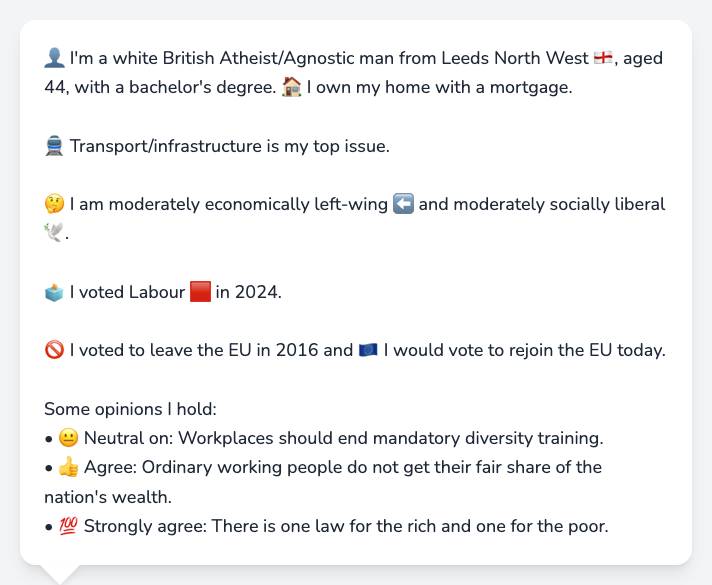 👤 I'm a white British Atheist/Agnostic man from Leeds North West 🏴󠁧󠁢󠁥󠁮󠁧󠁿, aged
44, with a bachelor's degree. 🏠 I own my home with a mortgage.
🚆 Transport/infrastructure is my top issue.
🤔 I am moderately economically left-wing ⬅️ and moderately socially liberal
🕊️.
🗳️ I voted Labour 🟥 in 2024.
🚫 I voted to leave the EU in 2016 and 🇪🇺 I would vote to rejoin the EU today.
Some opinions I hold:
• 😐 Neutral on: Workplaces should end mandatory diversity training.
• 👍 Agree: Ordinary working people do not get their fair share of the
nation's wealth.
• 💯 Strongly agree: There is one law for the rich and one for the poor.